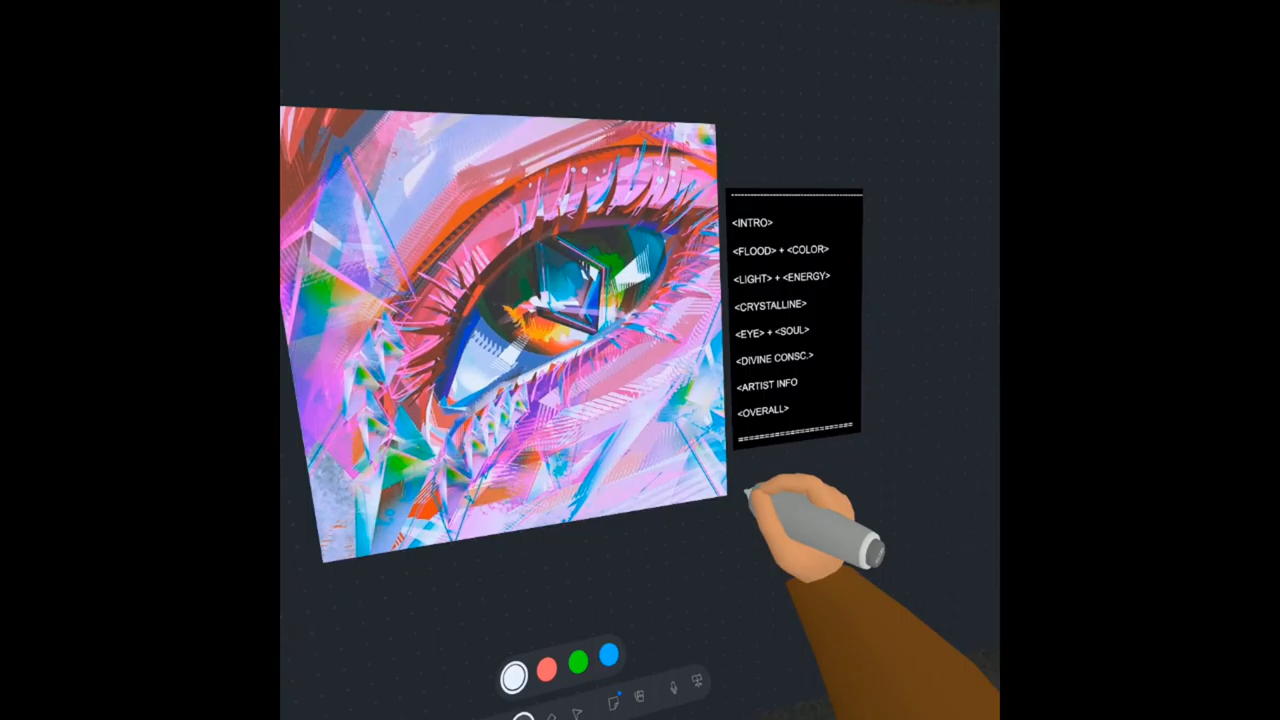 --------------------------------
<INTRO>
<FLOOD> + <COLOR>
<LIGHT> + <ENERGY>
<CRYSTALLINE>
<EYE> + <SOUL>
<DIVINE CONSC.>
<ARTIST INFO
<OVERALL>
=======================